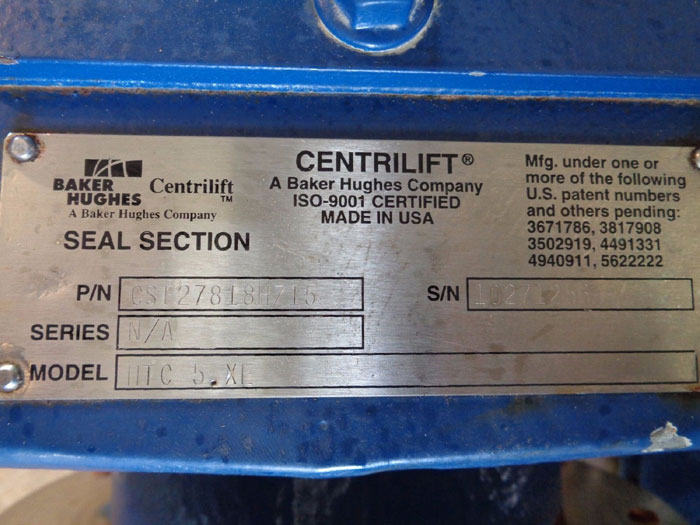 BAKER
HUGHES
Centrilift™
A Baker Hughes Company
CENTRILIFT®
A Baker Hughes Company
ISO-9001 CERTIFIED
MADE IN USA
Mfg. under one or
more of the following
U.S. patent numbers
and others pending:
3671786, 3817908
3502919, 4491331
4940911, 5622222
SEAL SECTION
P/N
S/N
SERIES N/A
MODEL